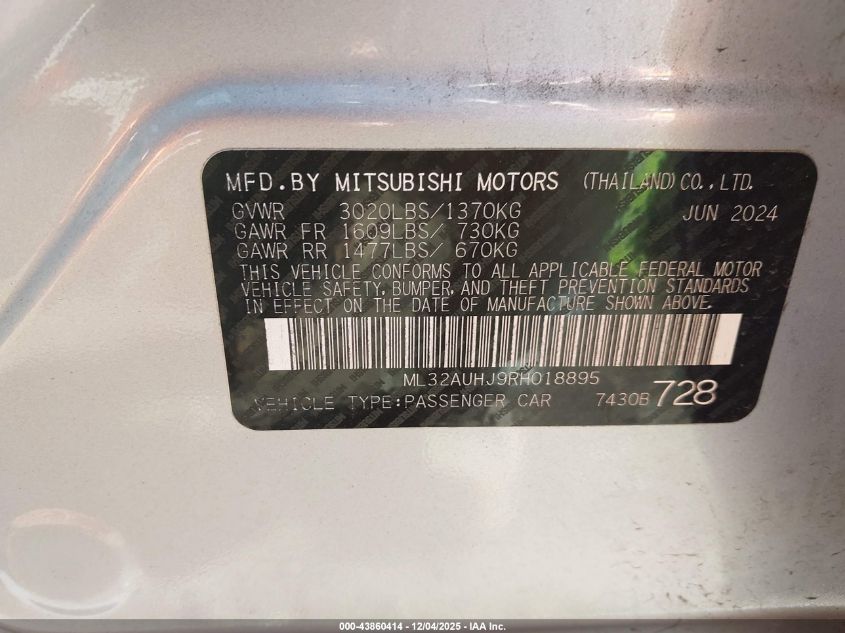 MFD.BY MITSUBISHI MOTORS (THAILAND)CO.,LTD.
GVWR 3020LBS/1370KG JUN 2024
GAWR FR 1609LBS/ 730KG
GAWR RR 1477LBS/ 670KG
THIS VEHICLE CONFORMS TO ALL APPLICABLE FEDERAL MOTOR
VEHICLE SAFETY, BUMPER, AND THEFT PREVENTION STANDARDS
IN EFFECT ON THE DATE OF MANUFACTURE SHOWN ABOVE.
ML32AUHJ9RH018895
VEHICLE TYPE:PASSENGER CAR 7430B 728
000-43860414 - 12/04/2025 - IAA Inc.